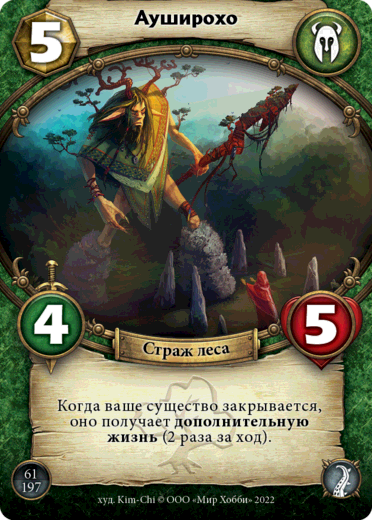 Ауширохо
5
4
5
Страж леса
Когда ваше существо закрывается,
оно получает дополнительную
жизнь (2 раза за ход).
61
197
худ. Kim-Chi © ООО «Мир Хобби» 2022